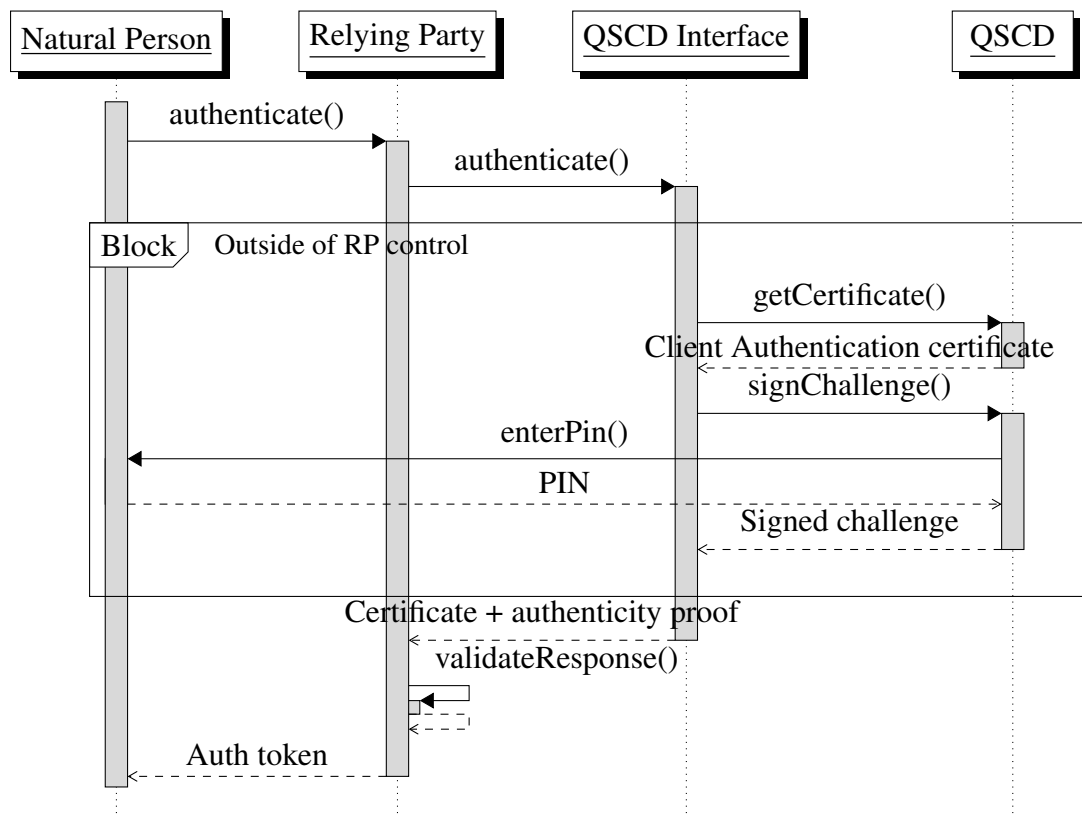 Natural Person
Relying Party
QSCD Interface
QSCD
authenticate()
authenticate()
Block
Outside of RP control
getCertificate()
Client Authentication certificate
signChallenge()
enterPin()
PIN
Signed challenge
Certificate + authenticity proof
validateResponse()
Auth token